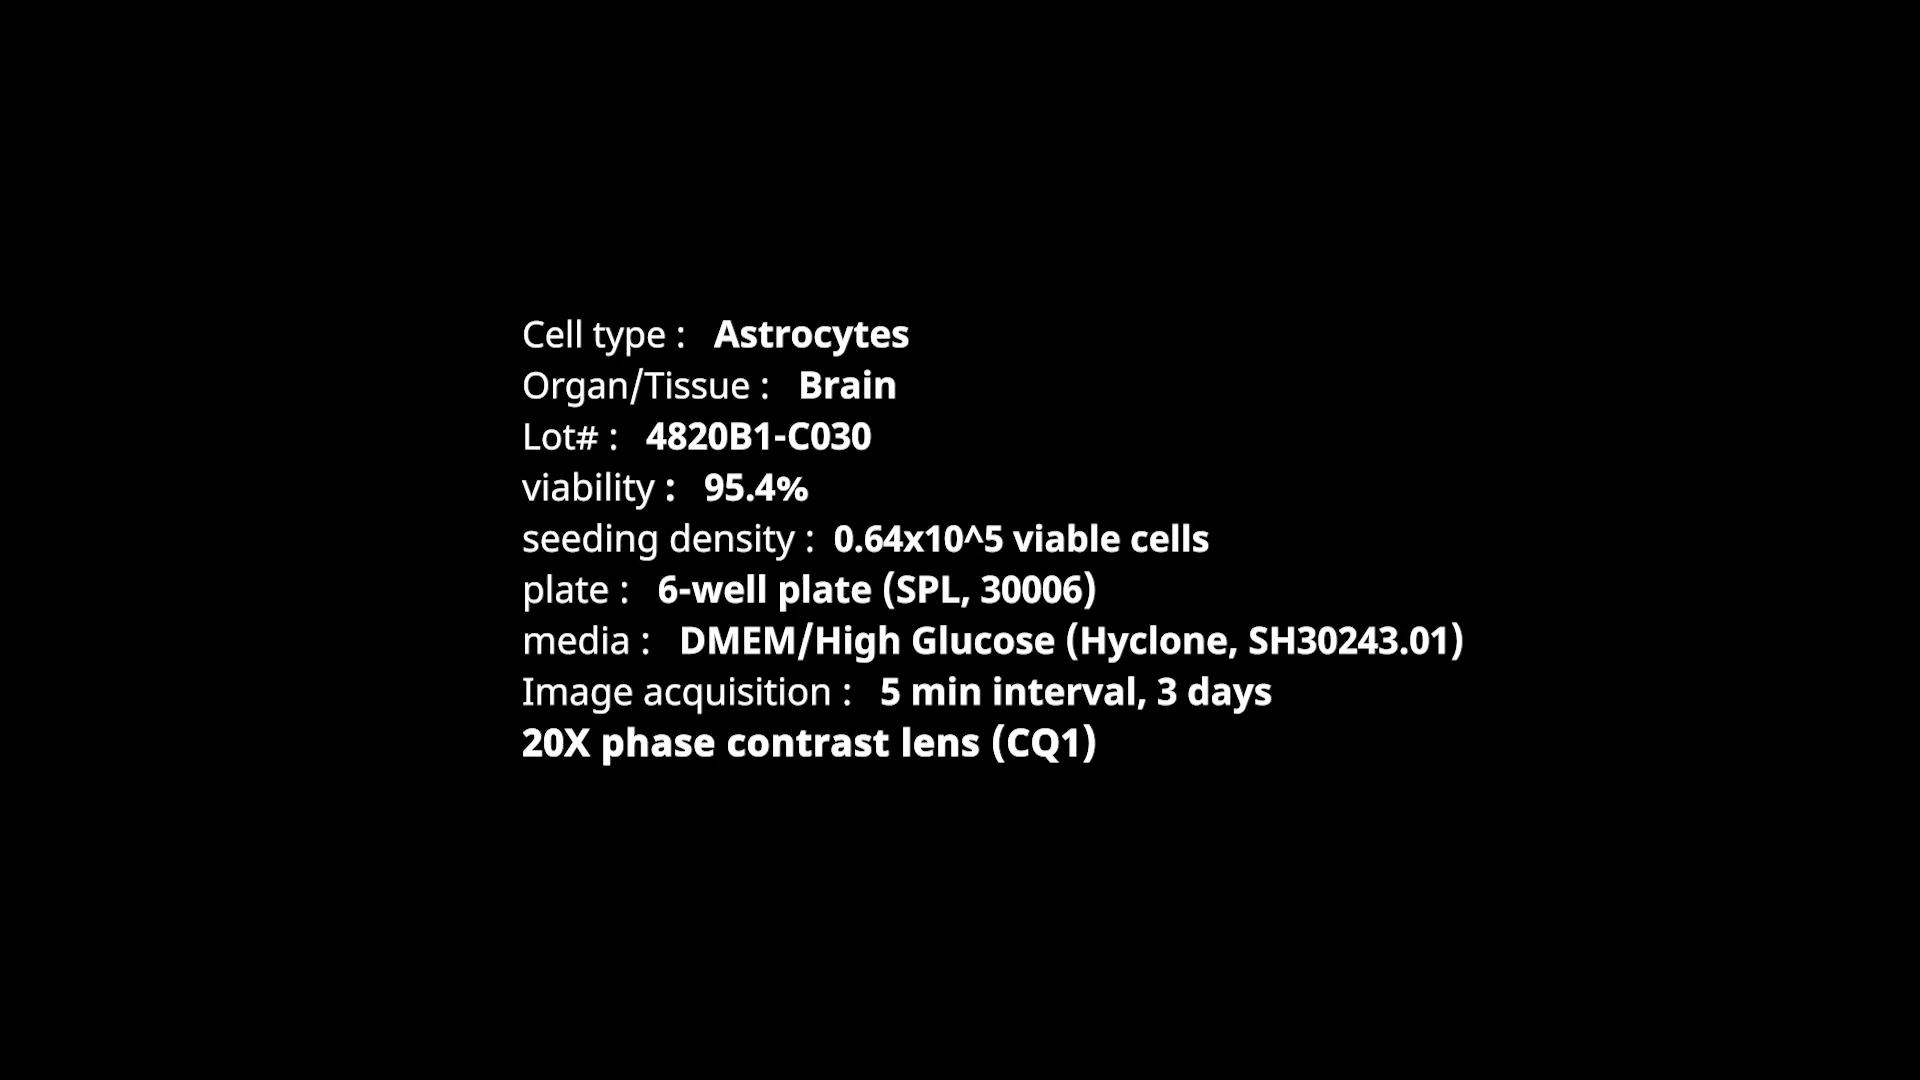 Cell type : Astrocytes
Organ/Tissue : Brain
Lot# : 4820B1-C030
viability : 95.4%
seeding density : 0.64x10^5 viable cells
plate : 6-well plate (SPL, 30006)
media : DMEM/High Glucose (Hyclone, SH30243.01)
Image acquisition : 5 min interval, 3 days
20X phase contrast lens (CQ1)